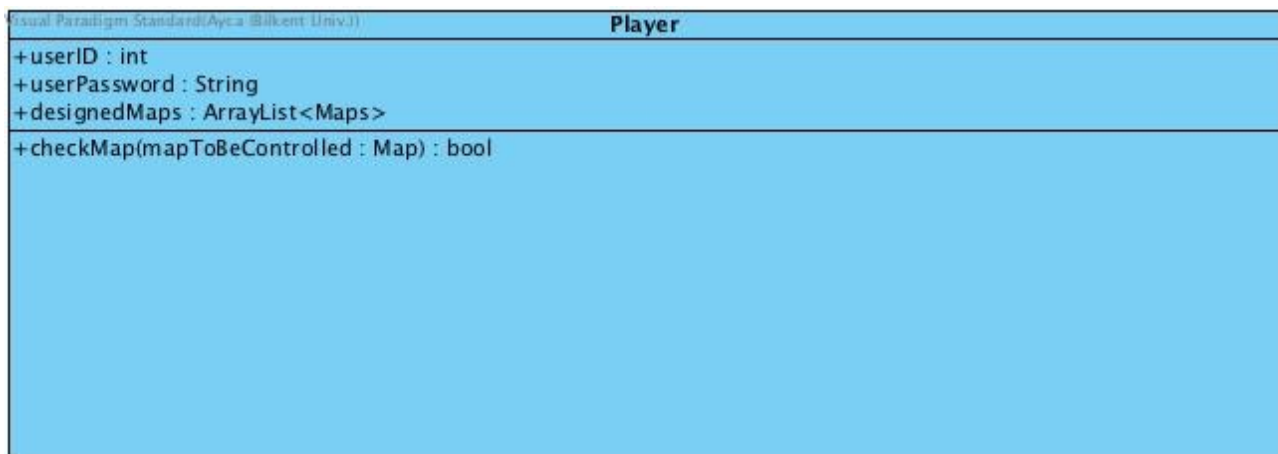 Visual Paradigm Standard(Ayca (Bilkent Univ.))
Player
+userID : int
+userPassword : String
+designedMaps : ArrayList<Maps>
+checkMap(mapToBeControlled : Map) : bool